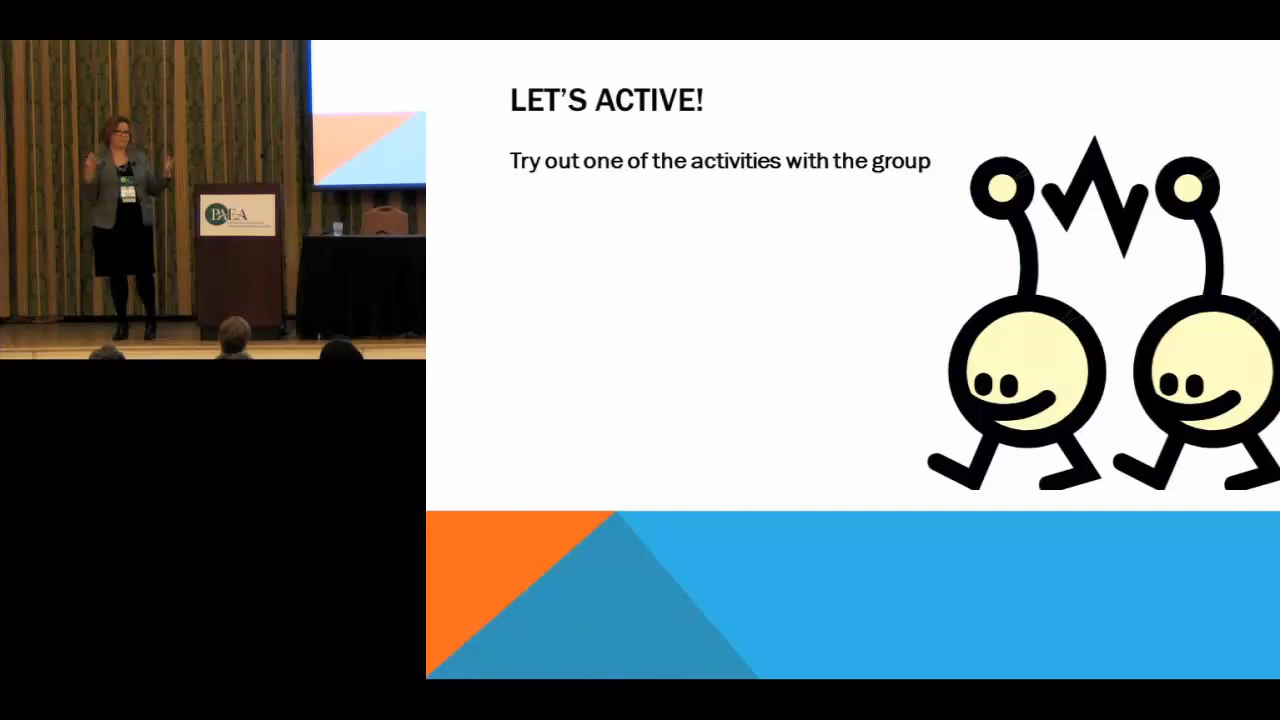 LET'S ACTIVE!
Try out one of the activities with the group
PAEA